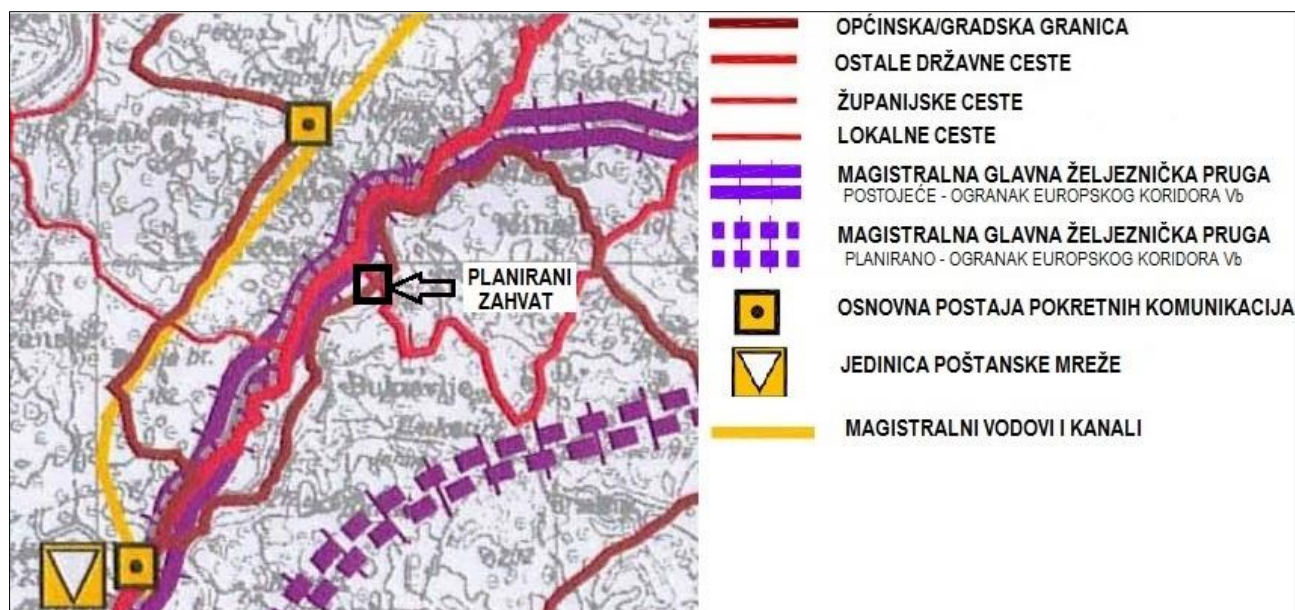 PLANIRANI
ZAHVAT
OPĆINSKA/GRADSKA GRANICA
OSTALE DRŽAVNE CESTE
ŽUPANIJSKE CESTE
LOKALNE CESTE
MAGISTRALNA GLAVNA ŽELJEZNIČKA PRUGA
POSTOJEĆE - OGRANAK EUROPSKOG KORIDORA Vb
MAGISTRALNA GLAVNA ŽELJEZNIČKA PRUGA
PLANIRANO - OGRANAK EUROPSKOG KORIDORA Vb
OSNOVNA POSTAJA POKRETNIH KOMUNIKACIJA
JEDINICA POŠTANSKE MREŽE
MAGISTRALNI VODOVI I KANALI